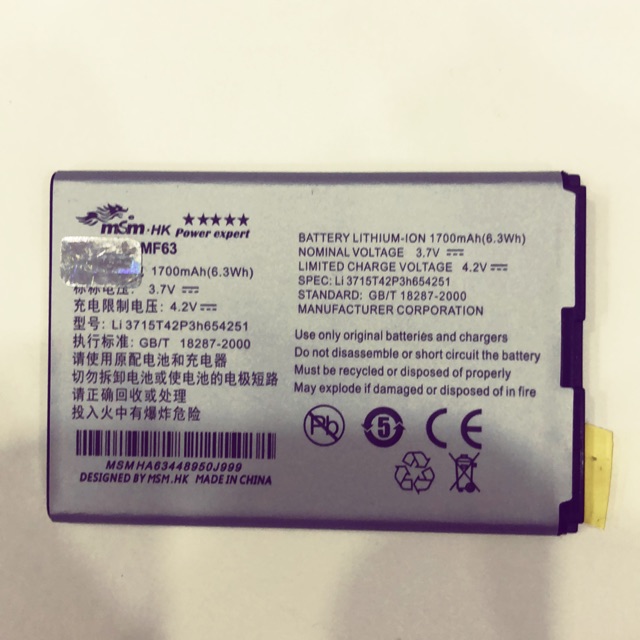 msm·HK
★★★★★
Power expert
MF63
1700mAh(6.3Wh)
标称电压: 3.7V
充电限制电压: 4.2V
型号: Li3715T42P3h654251
执行标准: GB/T 18287-2000
请使用原配电池和充电器
切勿拆卸电池或使电池的电极短路
请正确回收或处理
投入火中有爆炸危险
MSMHA63448950J999
DESIGNED BY MSM.HK MADE IN CHINA
BATTERY LITHIUM-ION 1700mAh(6.3Wh)
NOMINAL VOLTAGE 3.7V
LIMITED CHARGE VOLTAGE 4.2V
SPEC: Li 3715T42P3h654251
STANDARD: GB/T 18287-2000
MANUFACTURER CORPORATION
Use only original batteries and chargers
Do not disassemble or short circuit the battery
Must be recycled or disposed of properly
May explode if damaged or disposed in fire
Pb
5
CE